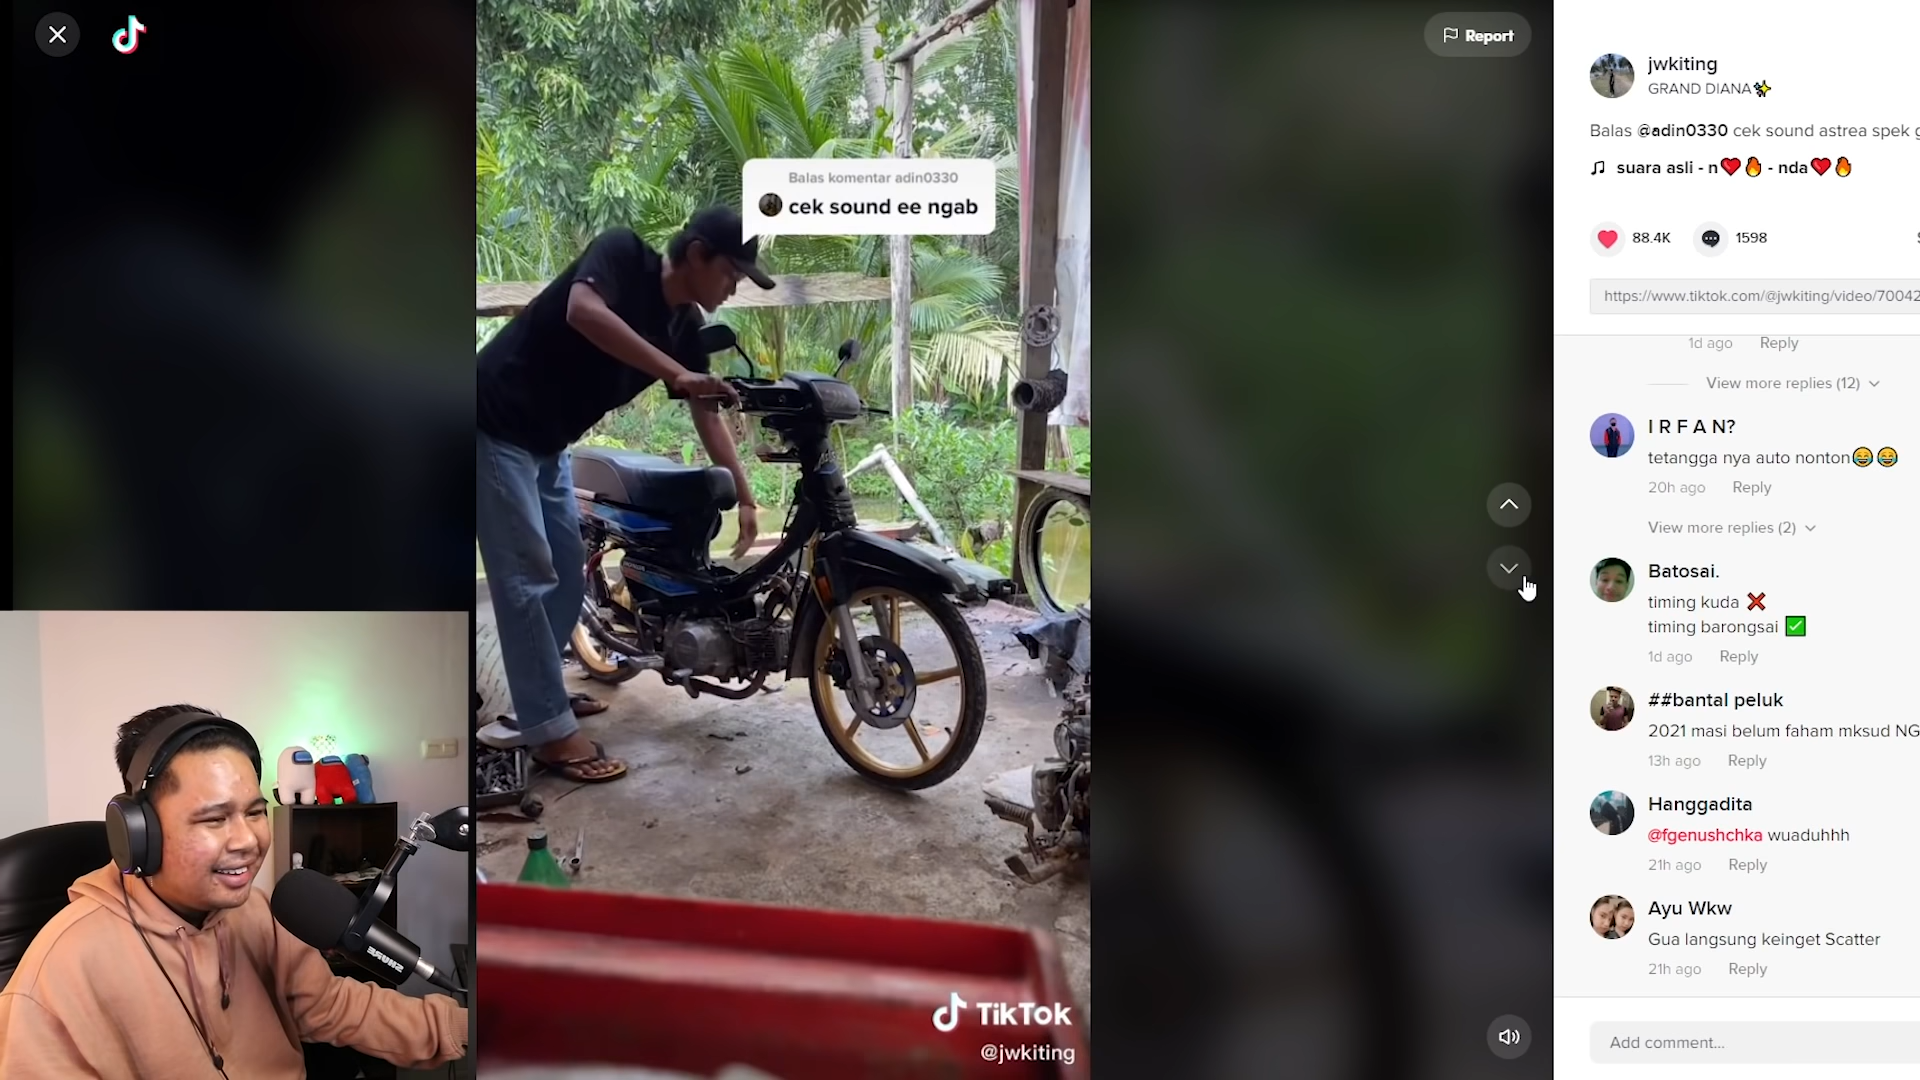 Report
Balas komentar adin0330
cek sound ee ngab
TikTok
@jwkiting
SHURE
jwkiting
GRAND DIANA✨
Balas @adin0330 cek sound astrea spek g
suara asli - n❤️🔥 - nda❤️🔥
88.4K
1598
https://www.tiktok.com/@jwkiting/video/70042
1d ago Reply
View more replies (12)
I R F A N?
tetangga nya auto nonton😂😂
20h ago Reply
View more replies (2)
Batosai.
timing kuda ❌
timing barongsai ✅
1d ago Reply
##bantal peluk
2021 masi belum faham mksud NG
13h ago Reply
Hanggadita
@fgenushchka wuaduhhh
21h ago Reply
Ayu Wkw
Gua langsung keinget Scatter
21h ago Reply
Add comment...